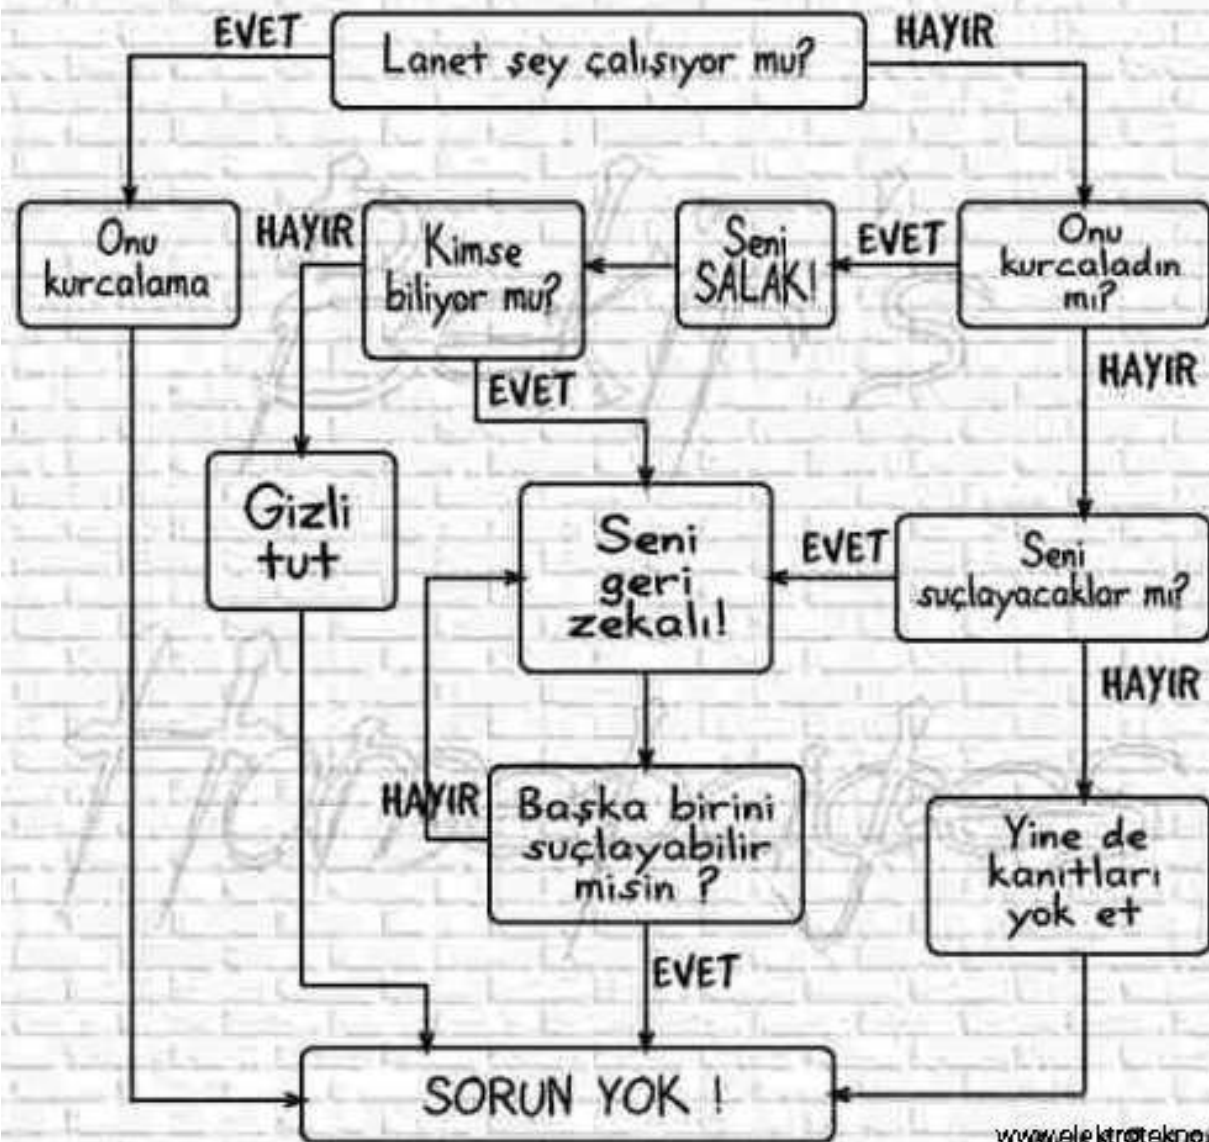 EVET
Lanet şey çalışıyor mu?
HAYIR
Onu
kurcalama
HAYIR
Kimse
biliyor mu?
Seni
SALAK!
EVET
Onu
kurcaladın
mı?
EVET
HAYIR
Gizli
tut
Seni
geri
zekalı!
EVET
Seni
suçlayacaklar mı?
HAYIR
HAYIR
Başka birini
suçlayabilir
misin ?
Yine de
kanıtları
yok et
EVET
SORUN YOK !
www.elektrotekno